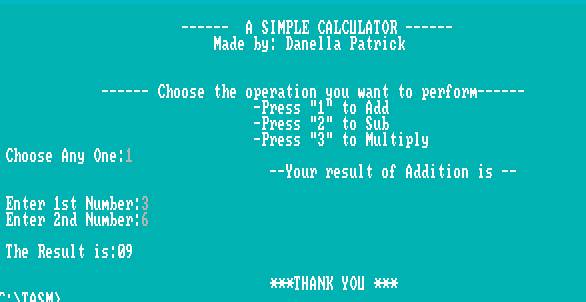 ------  A SIMPLE CALCULATOR ------
Made by: Danella Patrick
------ Choose the operation you want to perform------
-Press "1" to Add
-Press "2" to Sub
-Press "3" to Multiply
Choose Any One:1
--Your result of Addition is --
Enter 1st Number:3
Enter 2nd Number:6
The Result is:09
***THANK YOU ***
C:\TASM>